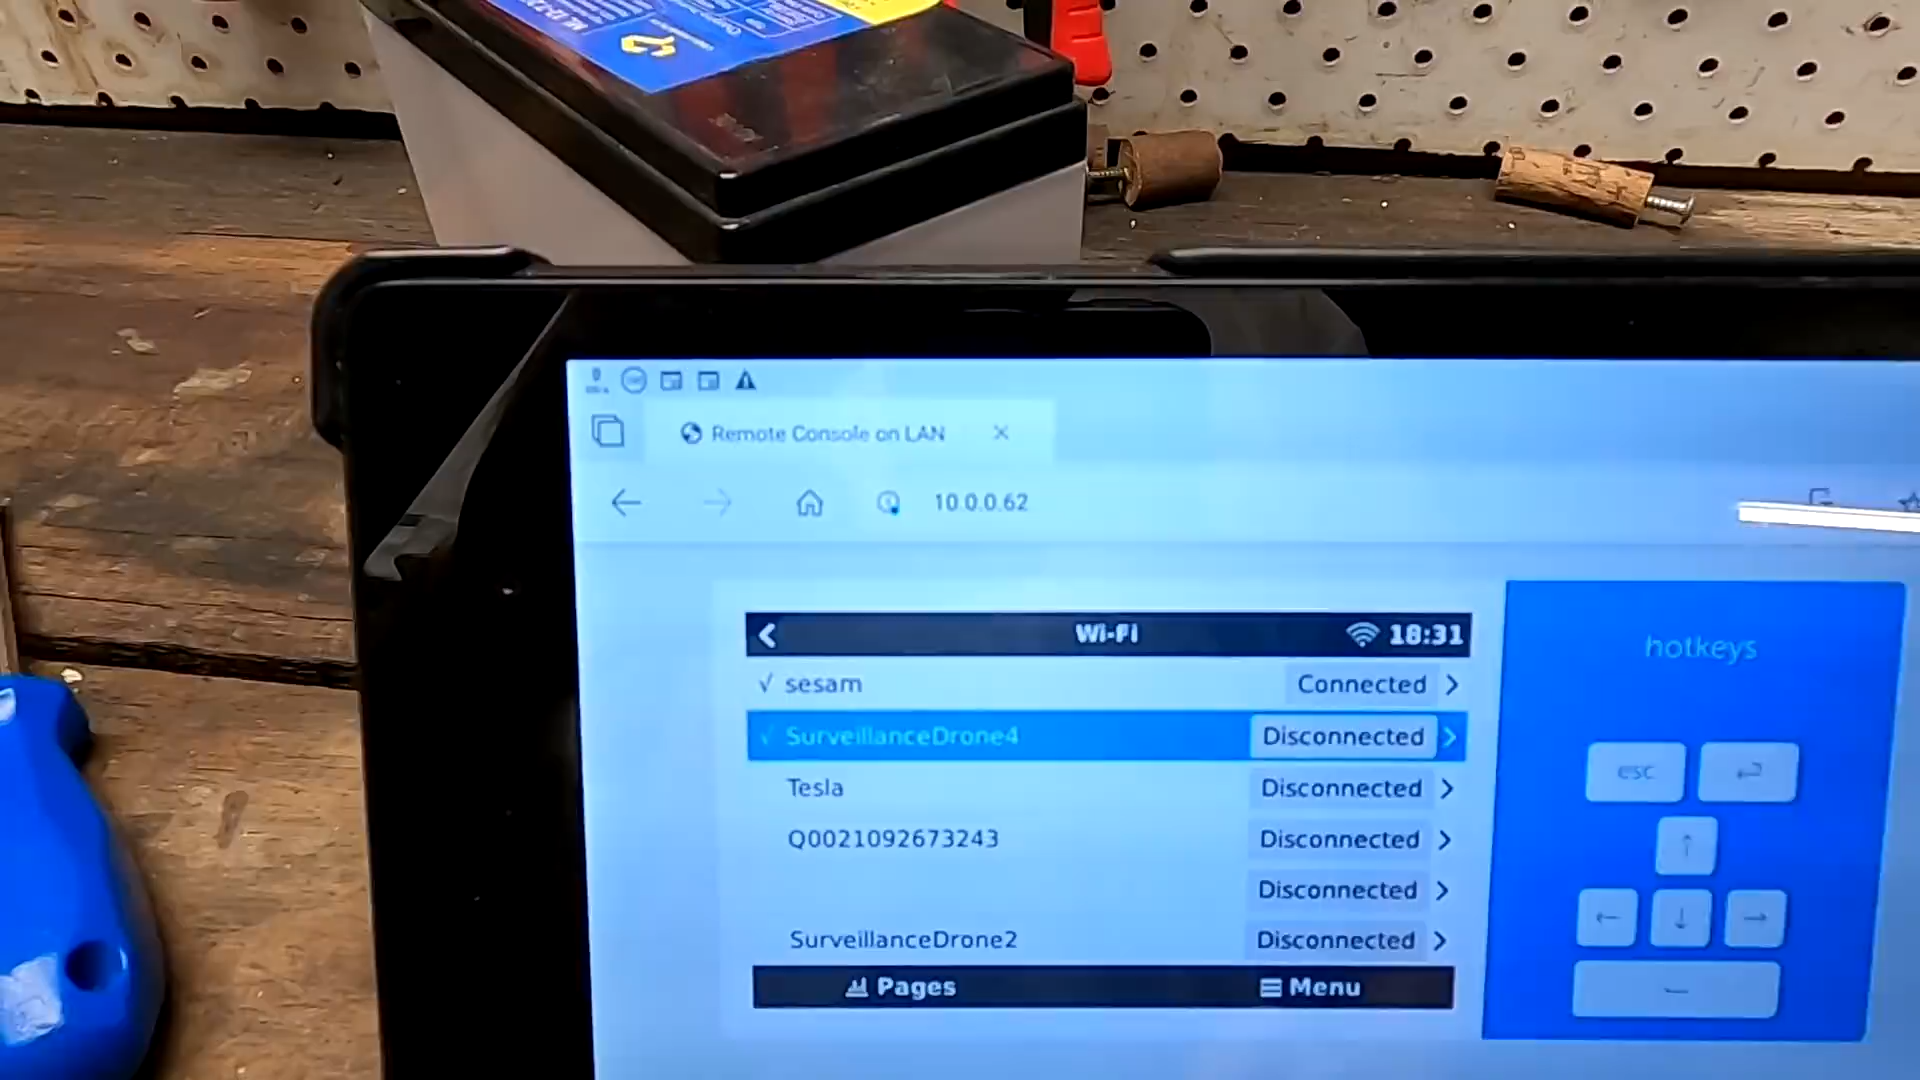 Remote Console on LAN
10.0.0.62
Wi-Fi 18:31
√ sesam Connected
√ SurveillanceDrone4 Disconnected
Tesla Disconnected
Q0021092673243 Disconnected
Disconnected
SurveillanceDrone2 Disconnected
Pages Menu
hotkeys
esc